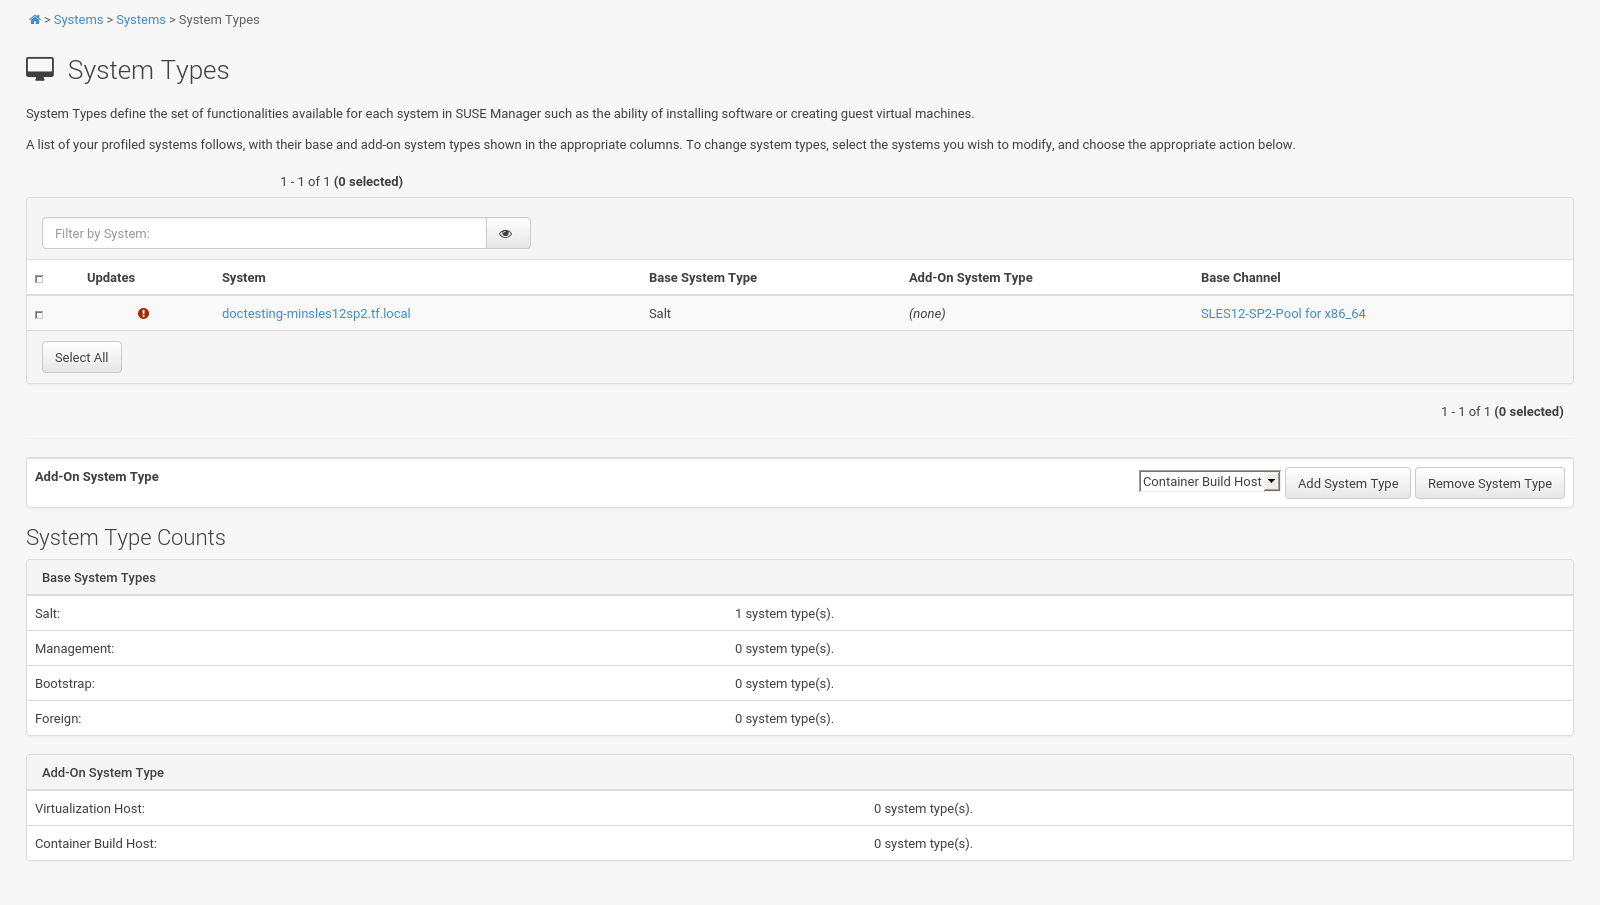 > Systems > Systems > System Types
System Types
System Types define the set of functionalities available for each system in SUSE Manager such as the ability of installing software or creating guest virtual machines.
A list of your profiled systems follows, with their base and add-on system types shown in the appropriate columns. To change system types, select the systems you wish to modify, and choose the appropriate action below.
1 - 1 of 1 (0 selected)
Filter by System:
Updates System Base System Type Add-On System Type Base Channel
doctesting-minsles12sp2.tf.local Salt (none) SLES12-SP2-Pool for x86_64
Select All
1 - 1 of 1 (0 selected)
Add-On System Type Container Build Host Add System Type Remove System Type
System Type Counts
Base System Types
Salt: 1 system type(s).
Management: 0 system type(s).
Bootstrap: 0 system type(s).
Foreign: 0 system type(s).
Add-On System Type
Virtualization Host: 0 system type(s).
Container Build Host: 0 system type(s).